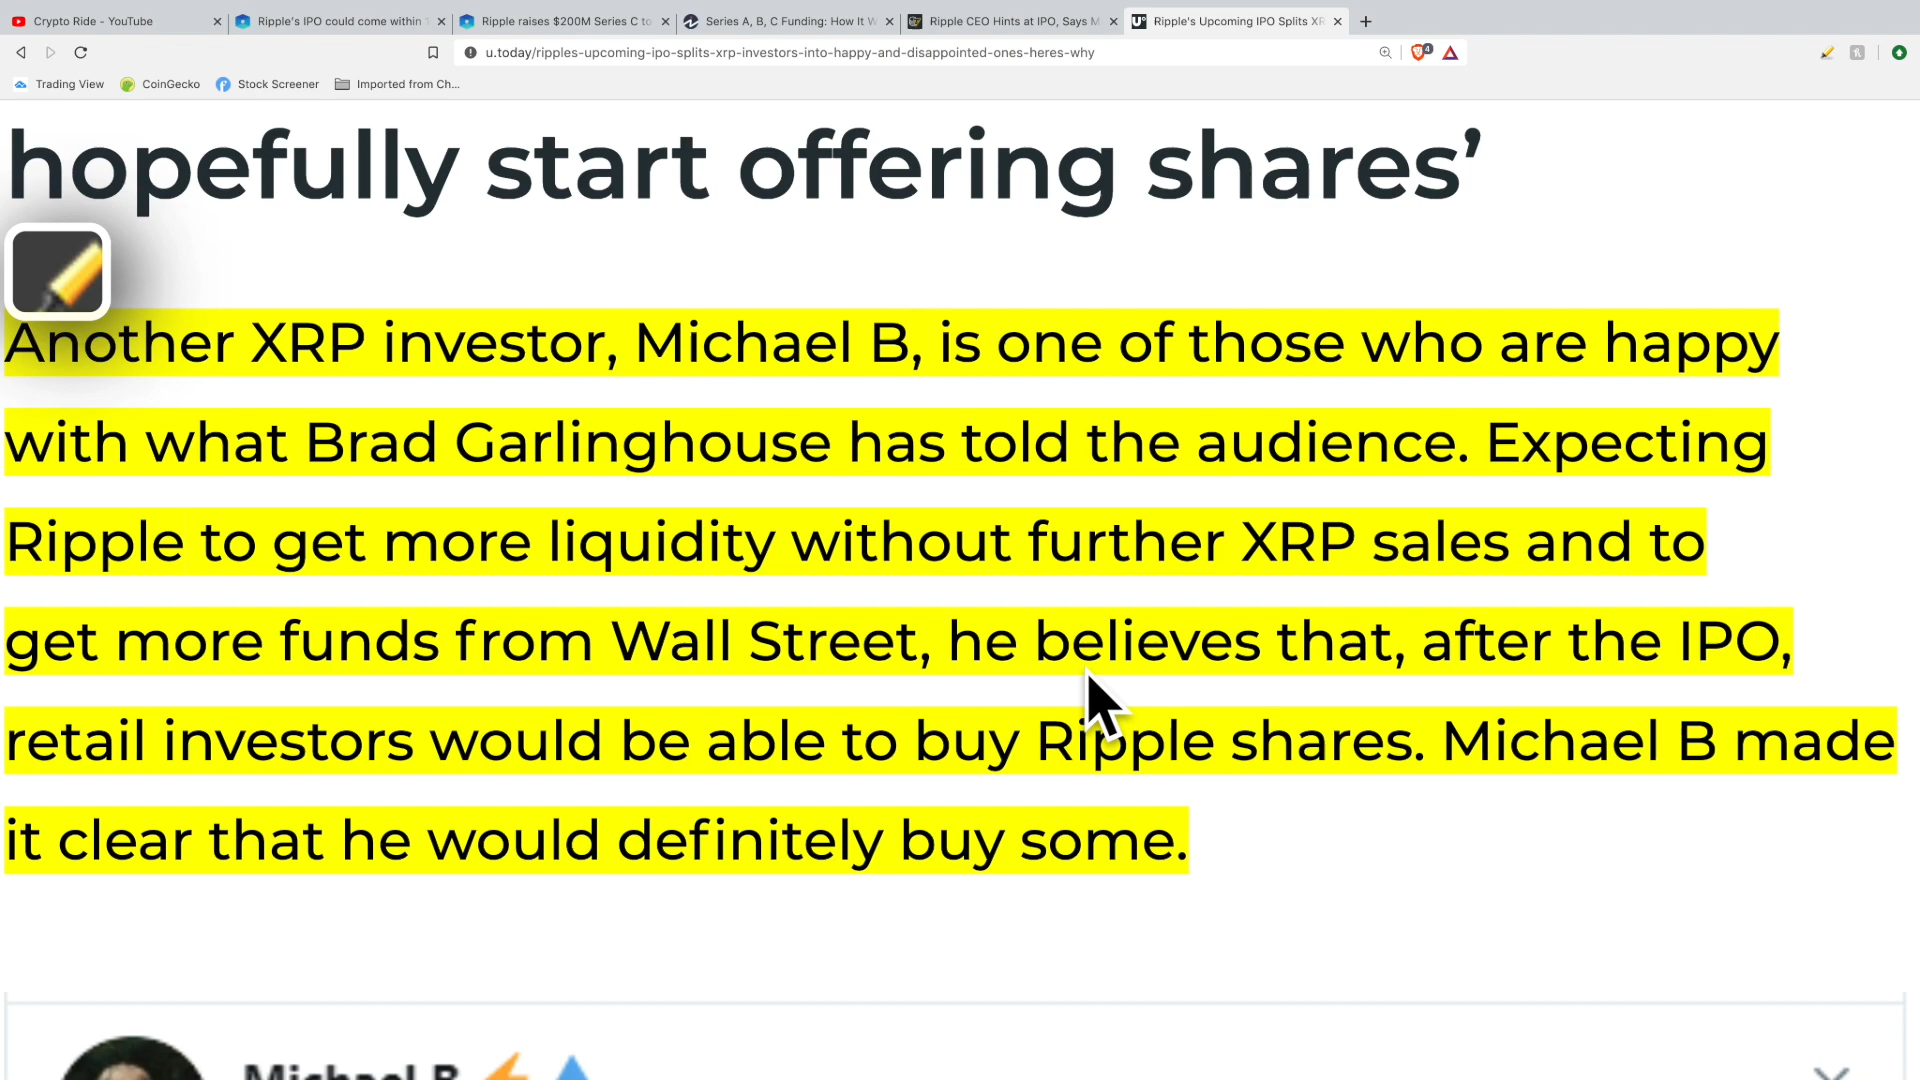 Crypto Ride - YouTube
Ripple's IPO could come within
Ripple raises $200M Series C to
Series A, B, C Funding: How It W
Ripple CEO Hints at IPO, Says M
Ripple's Upcoming IPO Splits XR
u.today/ripples-upcoming-ipo-splits-xrp-investors-into-happy-and-disappointed-ones-heres-why
4
Trading View
CoinGecko
Stock Screener
Imported from Ch...
hopefully start offering shares’
Another XRP investor, Michael B, is one of those who are happy
with what Brad Garlinghouse has told the audience. Expecting
Ripple to get more liquidity without further XRP sales and to
get more funds from Wall Street, he believes that, after the IPO,
retail investors would be able to buy Ripple shares. Michael B made
it clear that he would definitely buy some.
Michael B